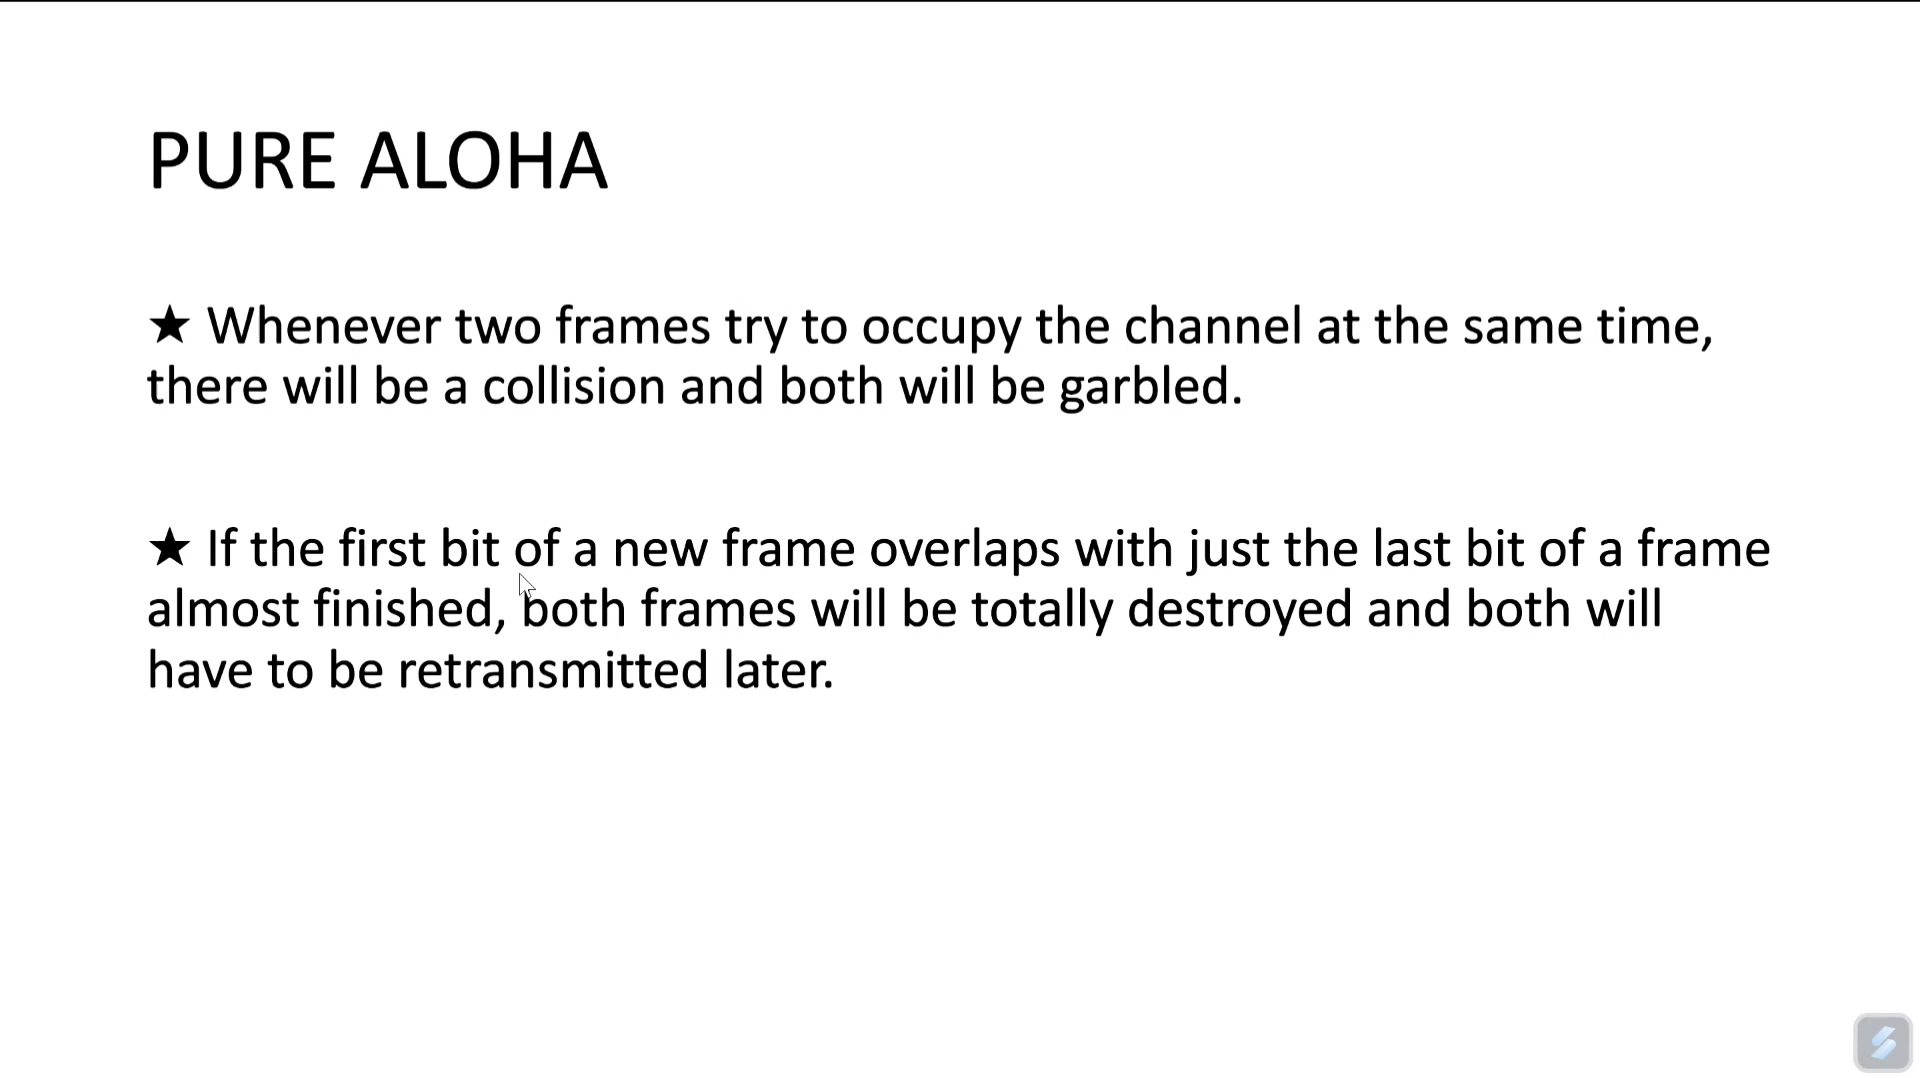 PURE ALOHA
★ Whenever two frames try to occupy the channel at the same time,
there will be a collision and both will be garbled.
★ If the first bit of a new frame overlaps with just the last bit of a frame
almost finished, both frames will be totally destroyed and both will
have to be retransmitted later.